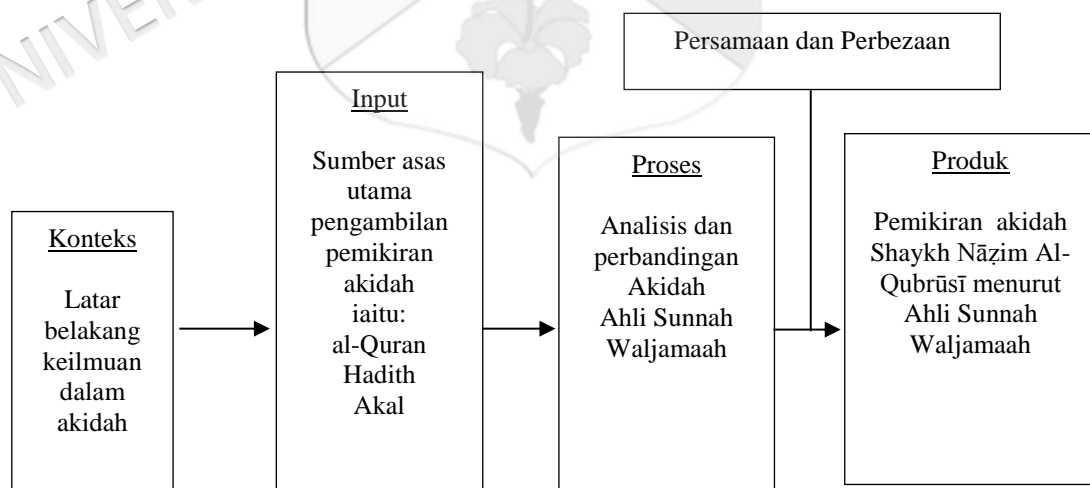 Persamaan dan Perbezaan
Konteks
Latar
belakang
keilmuan
dalam
akidah
Input
Sumber asas
utama
pengambilan
pemikiran
akidah
iaitu:
al-Quran
Hadith
Akal
Proses
Analisis dan
perbandingan
Akidah
Ahli Sunnah
Waljamaah
Produk
Pemikiran akidah
Shaykh Nāẓim Al-
Qubrūsī menurut
Ahli Sunnah
Waljamaah